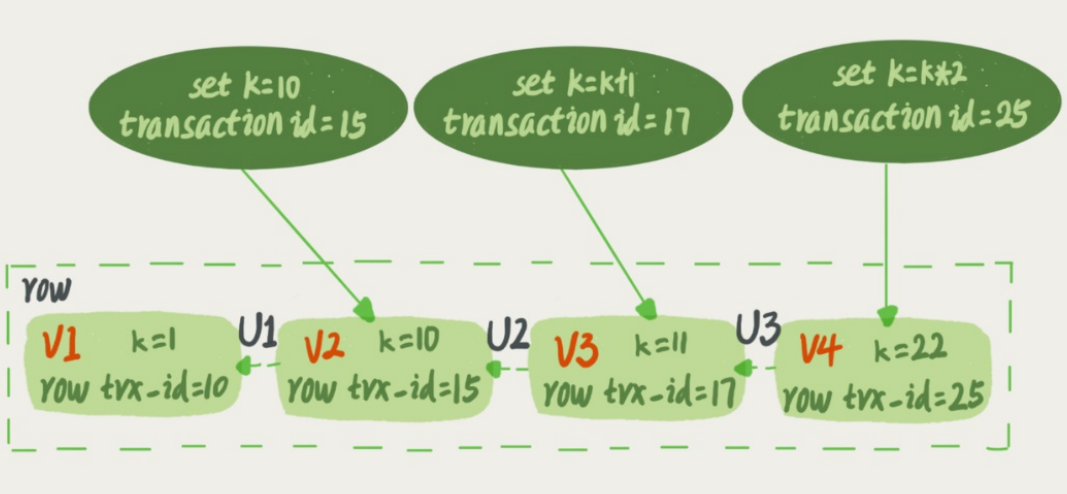 set k=10
transaction id=15
set k=k+1
transaction id=17
set k=k*2
transaction id=25
row
V1 k=1
row trx-id=10
U1
V2 k=10
row trx-id=15
U2
V3 k=11
row trx-id=17
U3
V4 k=22
row trx-id=25